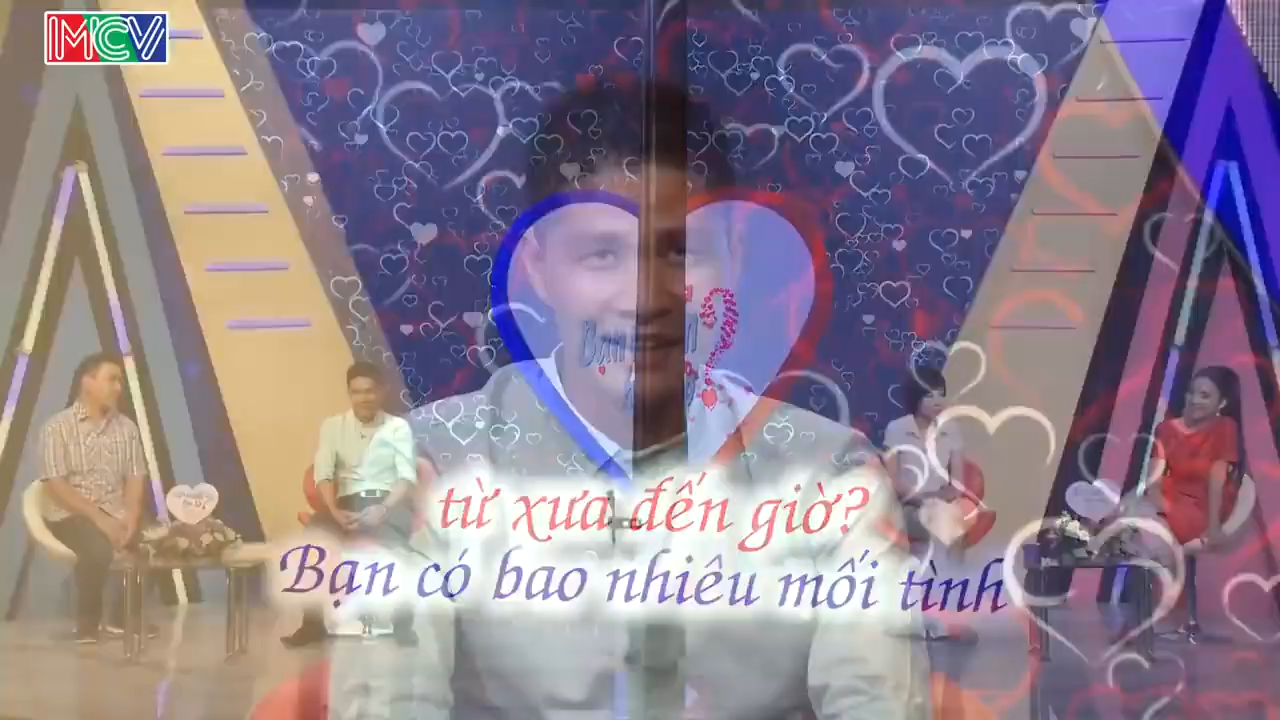 MCV
từ xưa đến giờ?
Bạn có bao nhiêu mối tình